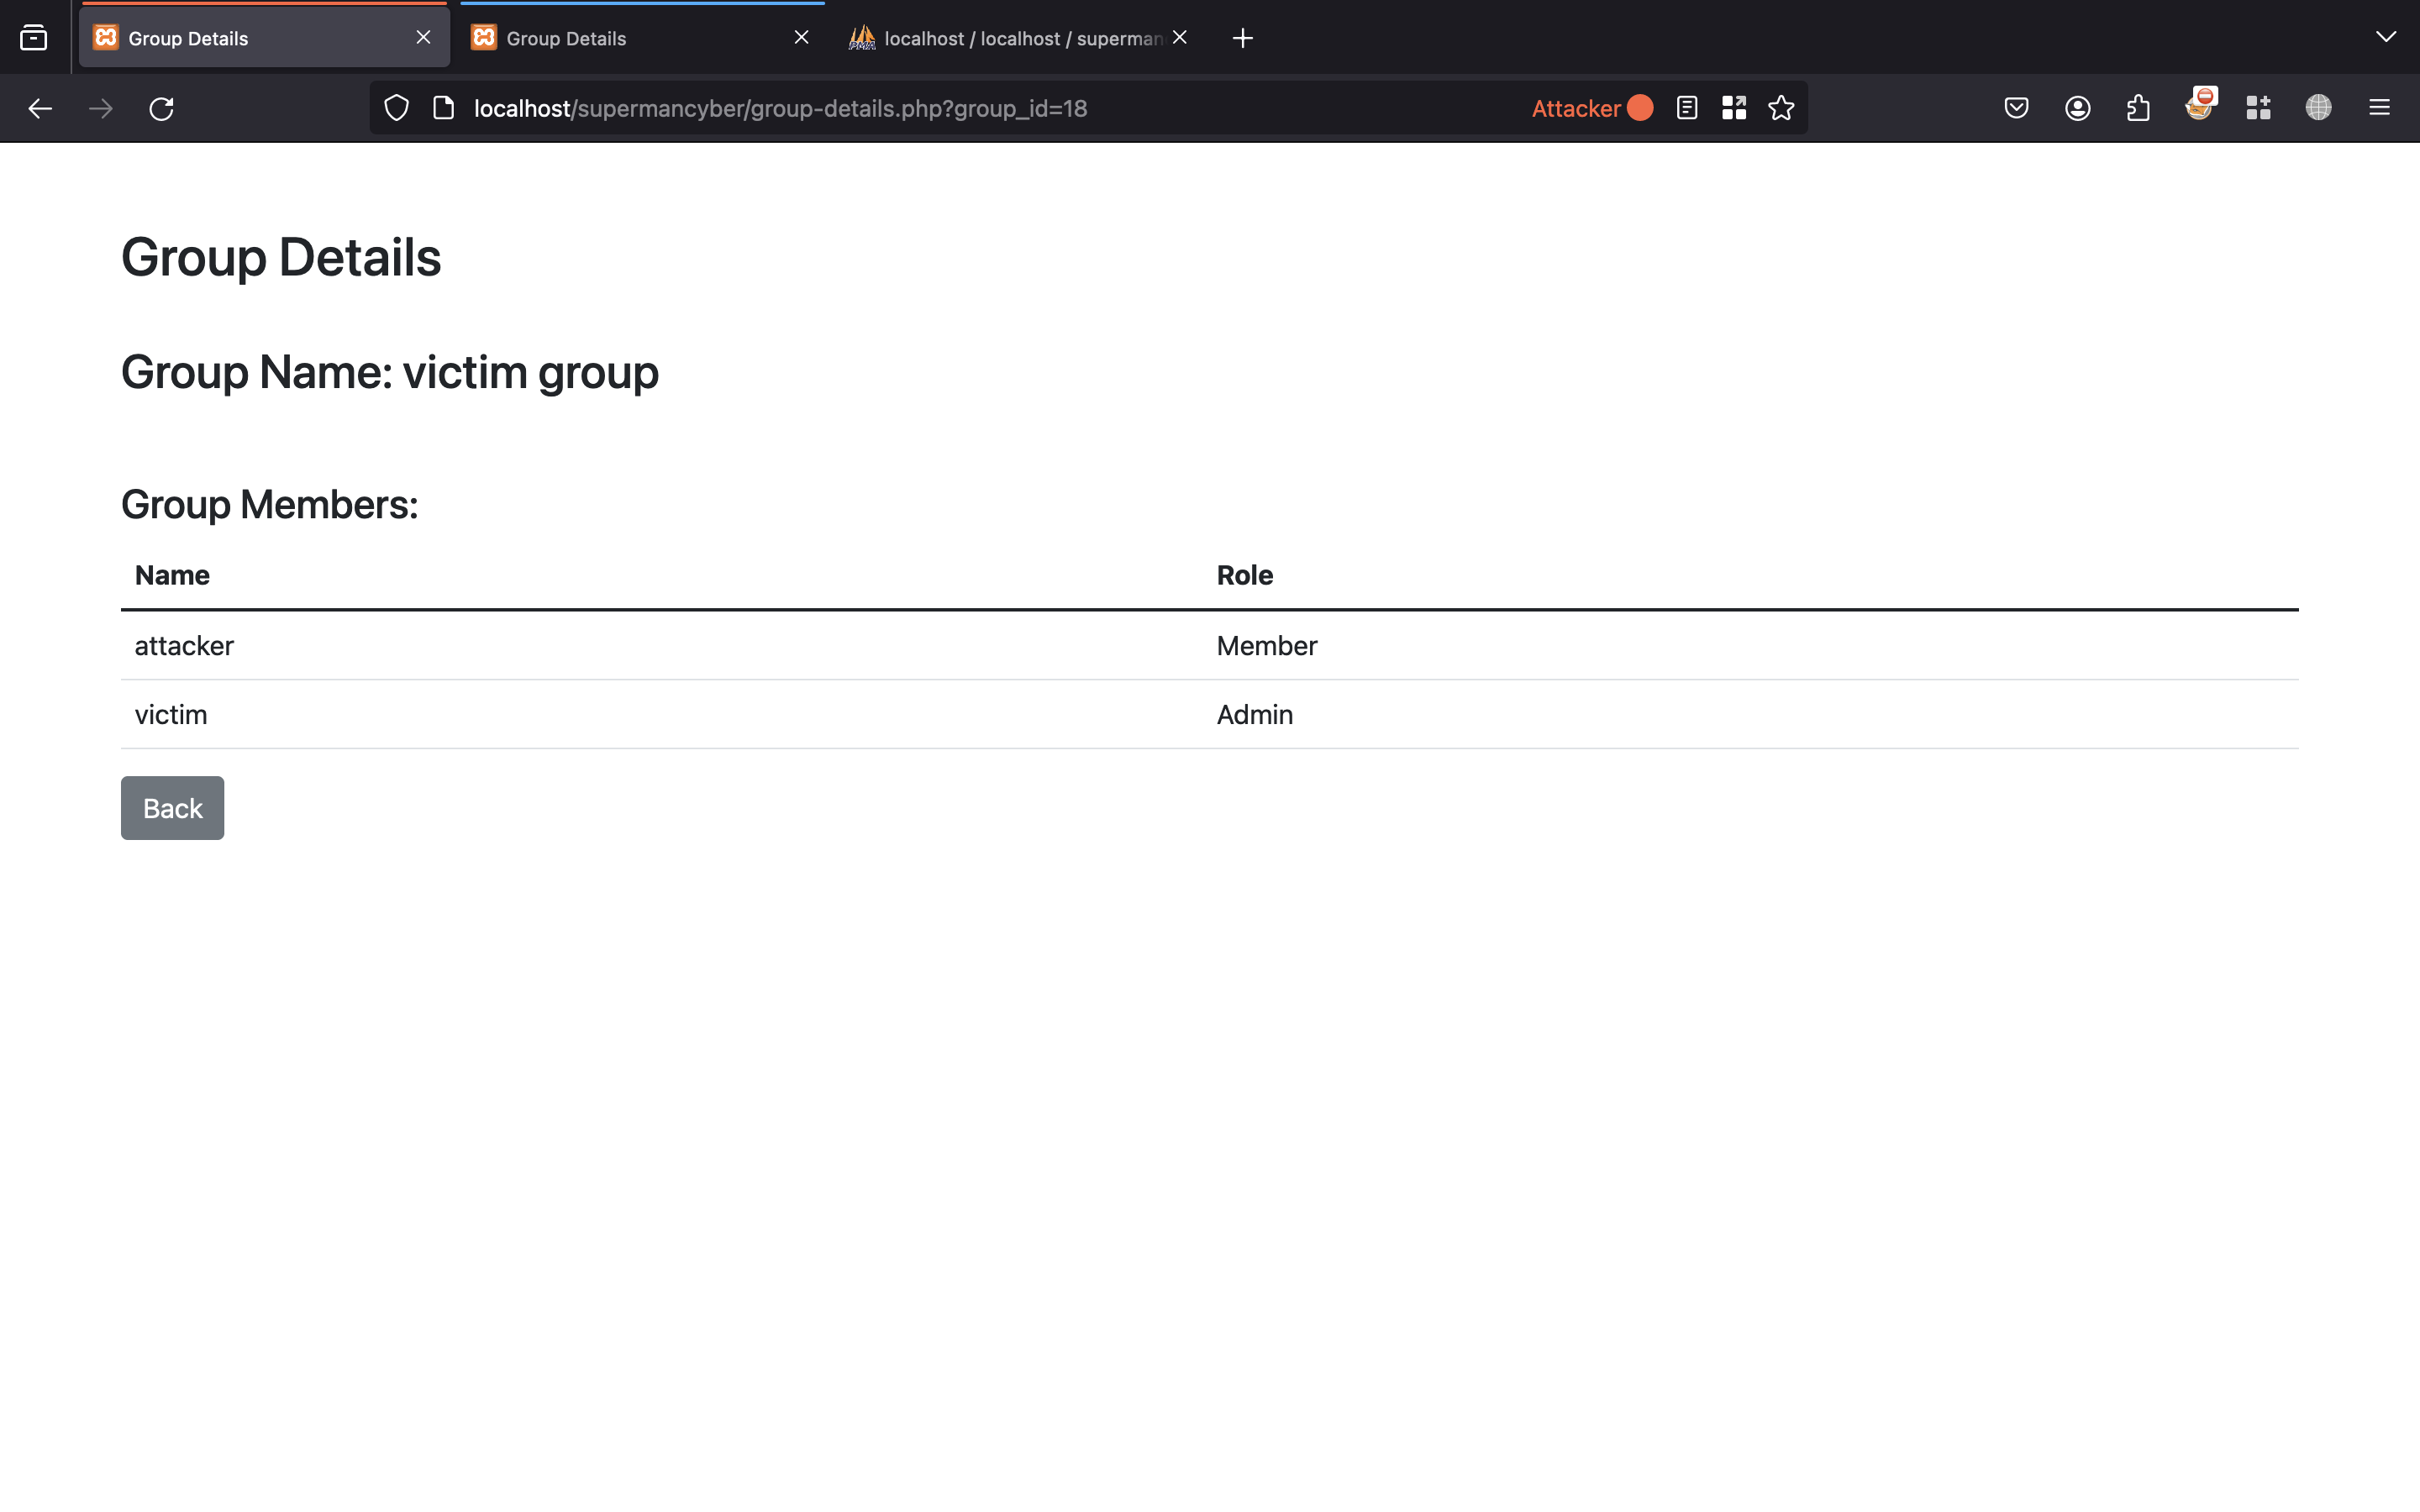 Group Details
Group Details
localhost / localhost / superman
localhost/supermancyber/group-details.php?group_id=18
Attacker
Group Details
Group Name: victim group
Group Members:
Name Role
attacker Member
victim Admin
Back